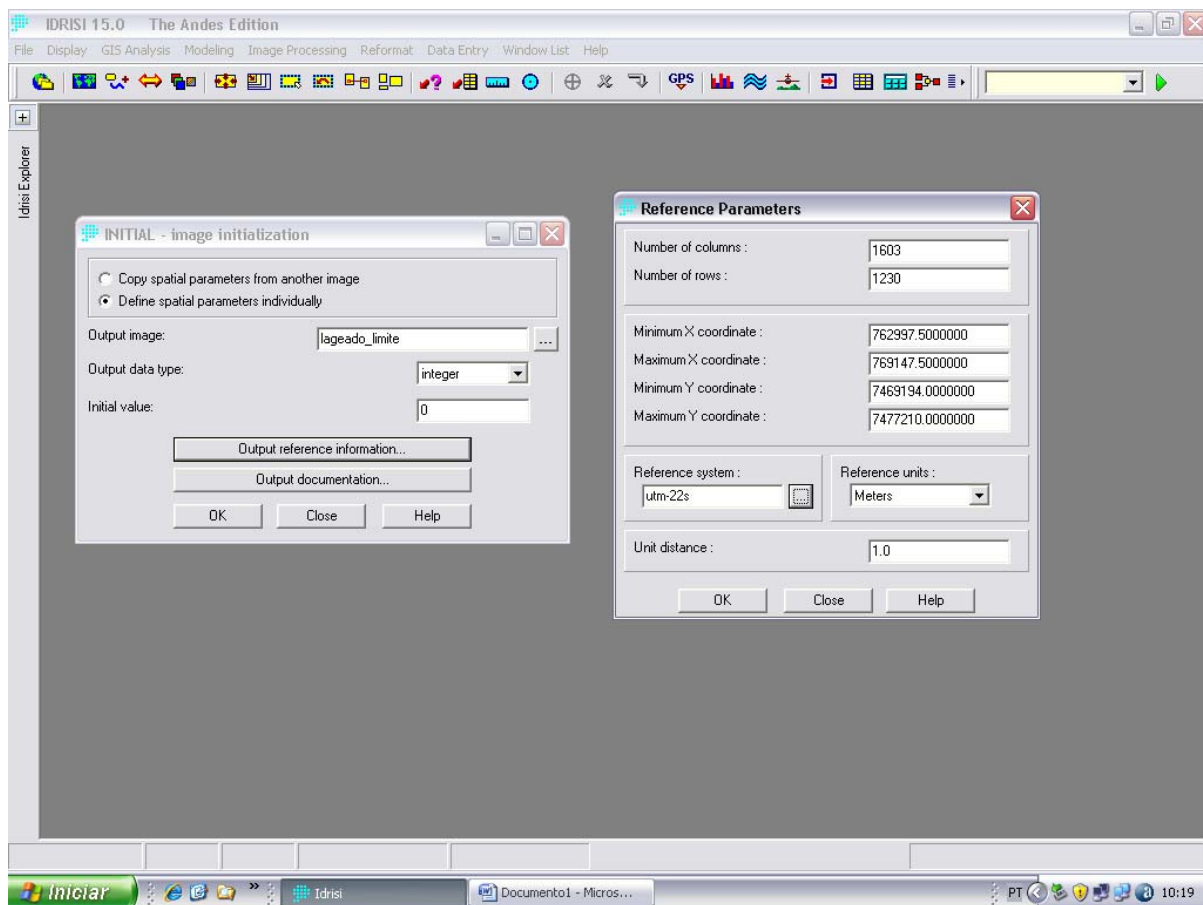 IDRISI 15.0 The Andes Edition
File Display GIS Analysis Modeling Image Processing Reformat Data Entry Window List Help
GPS
Idrisi Explorer
INITIAL - image initialization
Copy spatial parameters from another image
Define spatial parameters individually
Output image: lageado_limite ...
Output data type: integer
Initial value: 0
Output reference information...
Output documentation...
OK Close Help
Reference Parameters
Number of columns : 1603
Number of rows : 1230
Minimum X coordinate : 762997.5000000
Maximum X coordinate : 769147.5000000
Minimum Y coordinate : 7469194.0000000
Maximum Y coordinate : 7477210.0000000
Reference system : Reference units :
utm-22s ... Meters
Unit distance : 1.0
OK Close Help
Iniciar » Idrisi Documento1 - Micros... PT 10:19